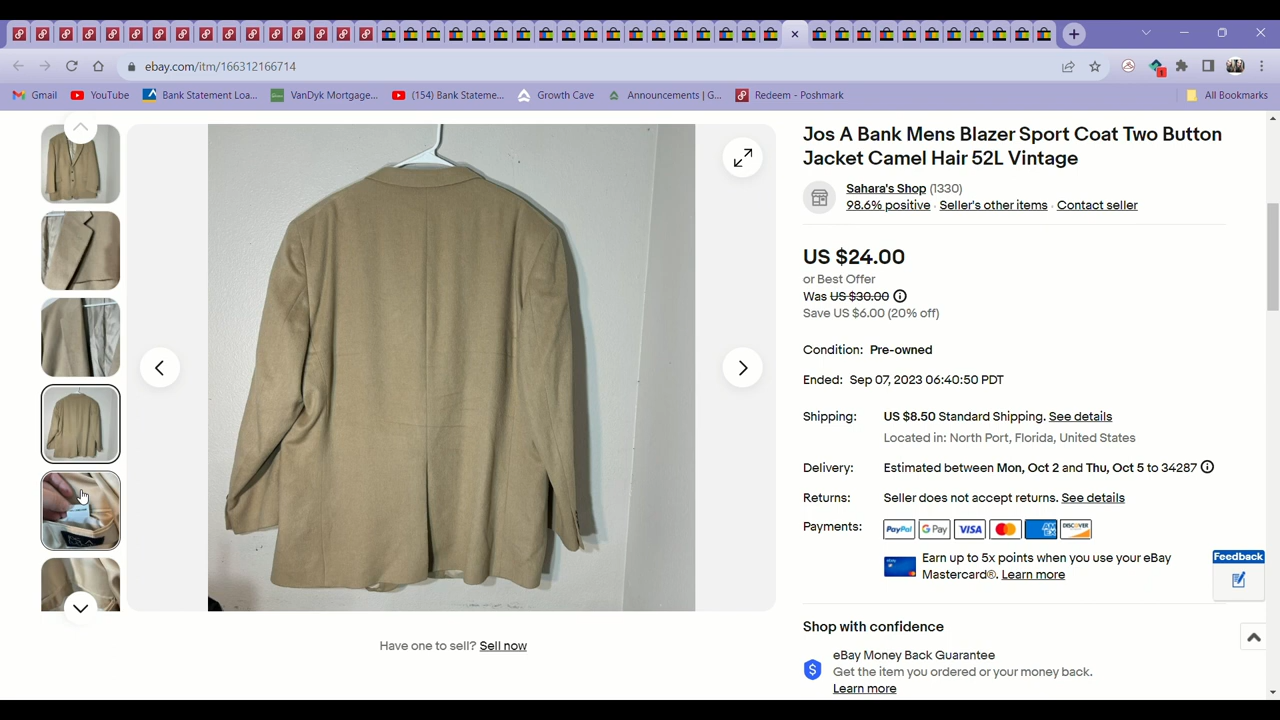 ebay.com/itm/166312166714
Gmail
YouTube
Bank Statement Loa...
VanDyk Mortgage...
(154) Bank Stateme...
Growth Cave
Announcements | G...
Redeem - Poshmark
All Bookmarks
Jos A Bank Mens Blazer Sport Coat Two Button
Jacket Camel Hair 52L Vintage
Sahara's Shop (1330)
98.6% positive · Seller's other items · Contact seller
US $24.00
or Best Offer
Was US $30.00
Save US $6.00 (20% off)
Condition: Pre-owned
Ended: Sep 07, 2023 06:40:50 PDT
Shipping: US $8.50 Standard Shipping. See details
Located in: North Port, Florida, United States
Delivery: Estimated between Mon, Oct 2 and Thu, Oct 5 to 34287
Returns: Seller does not accept returns. See details
Payments: PayPal G Pay VISA DISCOVER
Earn up to 5x points when you use your eBay
Mastercard®. Learn more
Feedback
Shop with confidence
eBay Money Back Guarantee
Get the item you ordered or your money back.
Learn more
Have one to sell? Sell now